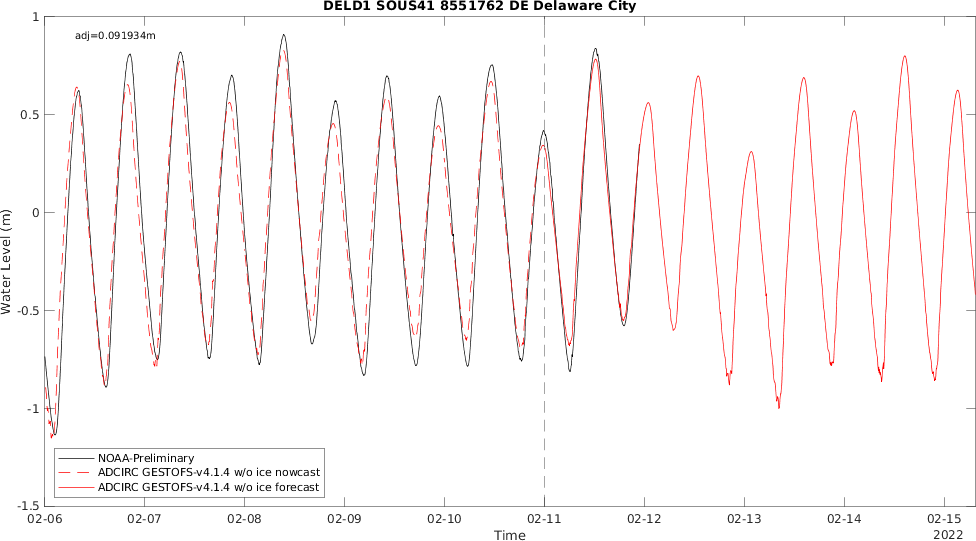 DELD1 SOUS41 8551762 DE Delaware City
adj=0.091934m
1
0.5
0
-0.5
-1
-1.5
Water Level (m)
NOAA-Preliminary
ADCIRC GESTOFS-v4.1.4 w/o ice nowcast
ADCIRC GESTOFS-v4.1.4 w/o ice forecast
02-06 02-07 02-08 02-09 02-10 02-11 02-12 02-13 02-14 02-15
Time
2022